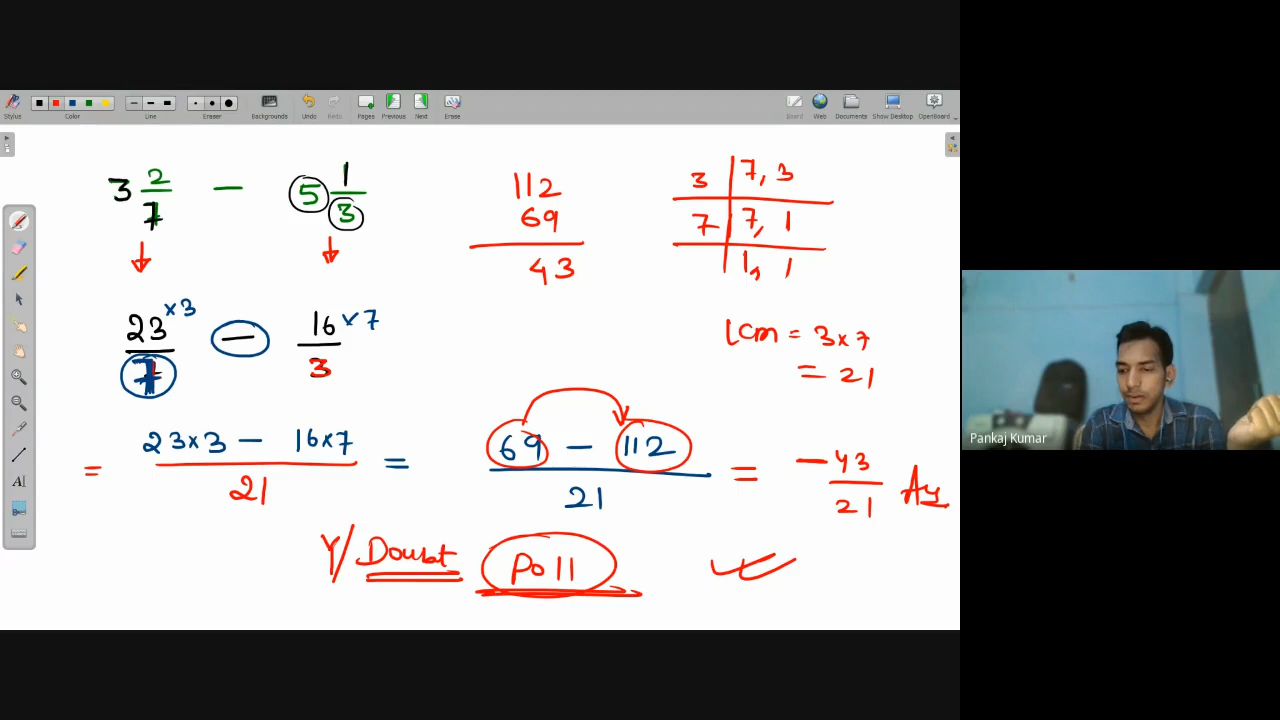 Stylus Color Line Eraser Backgrounds Undo Redo Pages Previous Next Erase Board Web Documents Show Desktop OpenBoard
3 2/7 − 5 1/3
112
69
43
3 | 7, 3
7 | 7, 1
1, 1
23×3/7 − 16×7/3
LCM = 3×7
= 21
= 23×3 − 16×7/21 = 69 − 112/21 = −43/21 Ans
Y/Doubt Poll
Pankaj Kumar